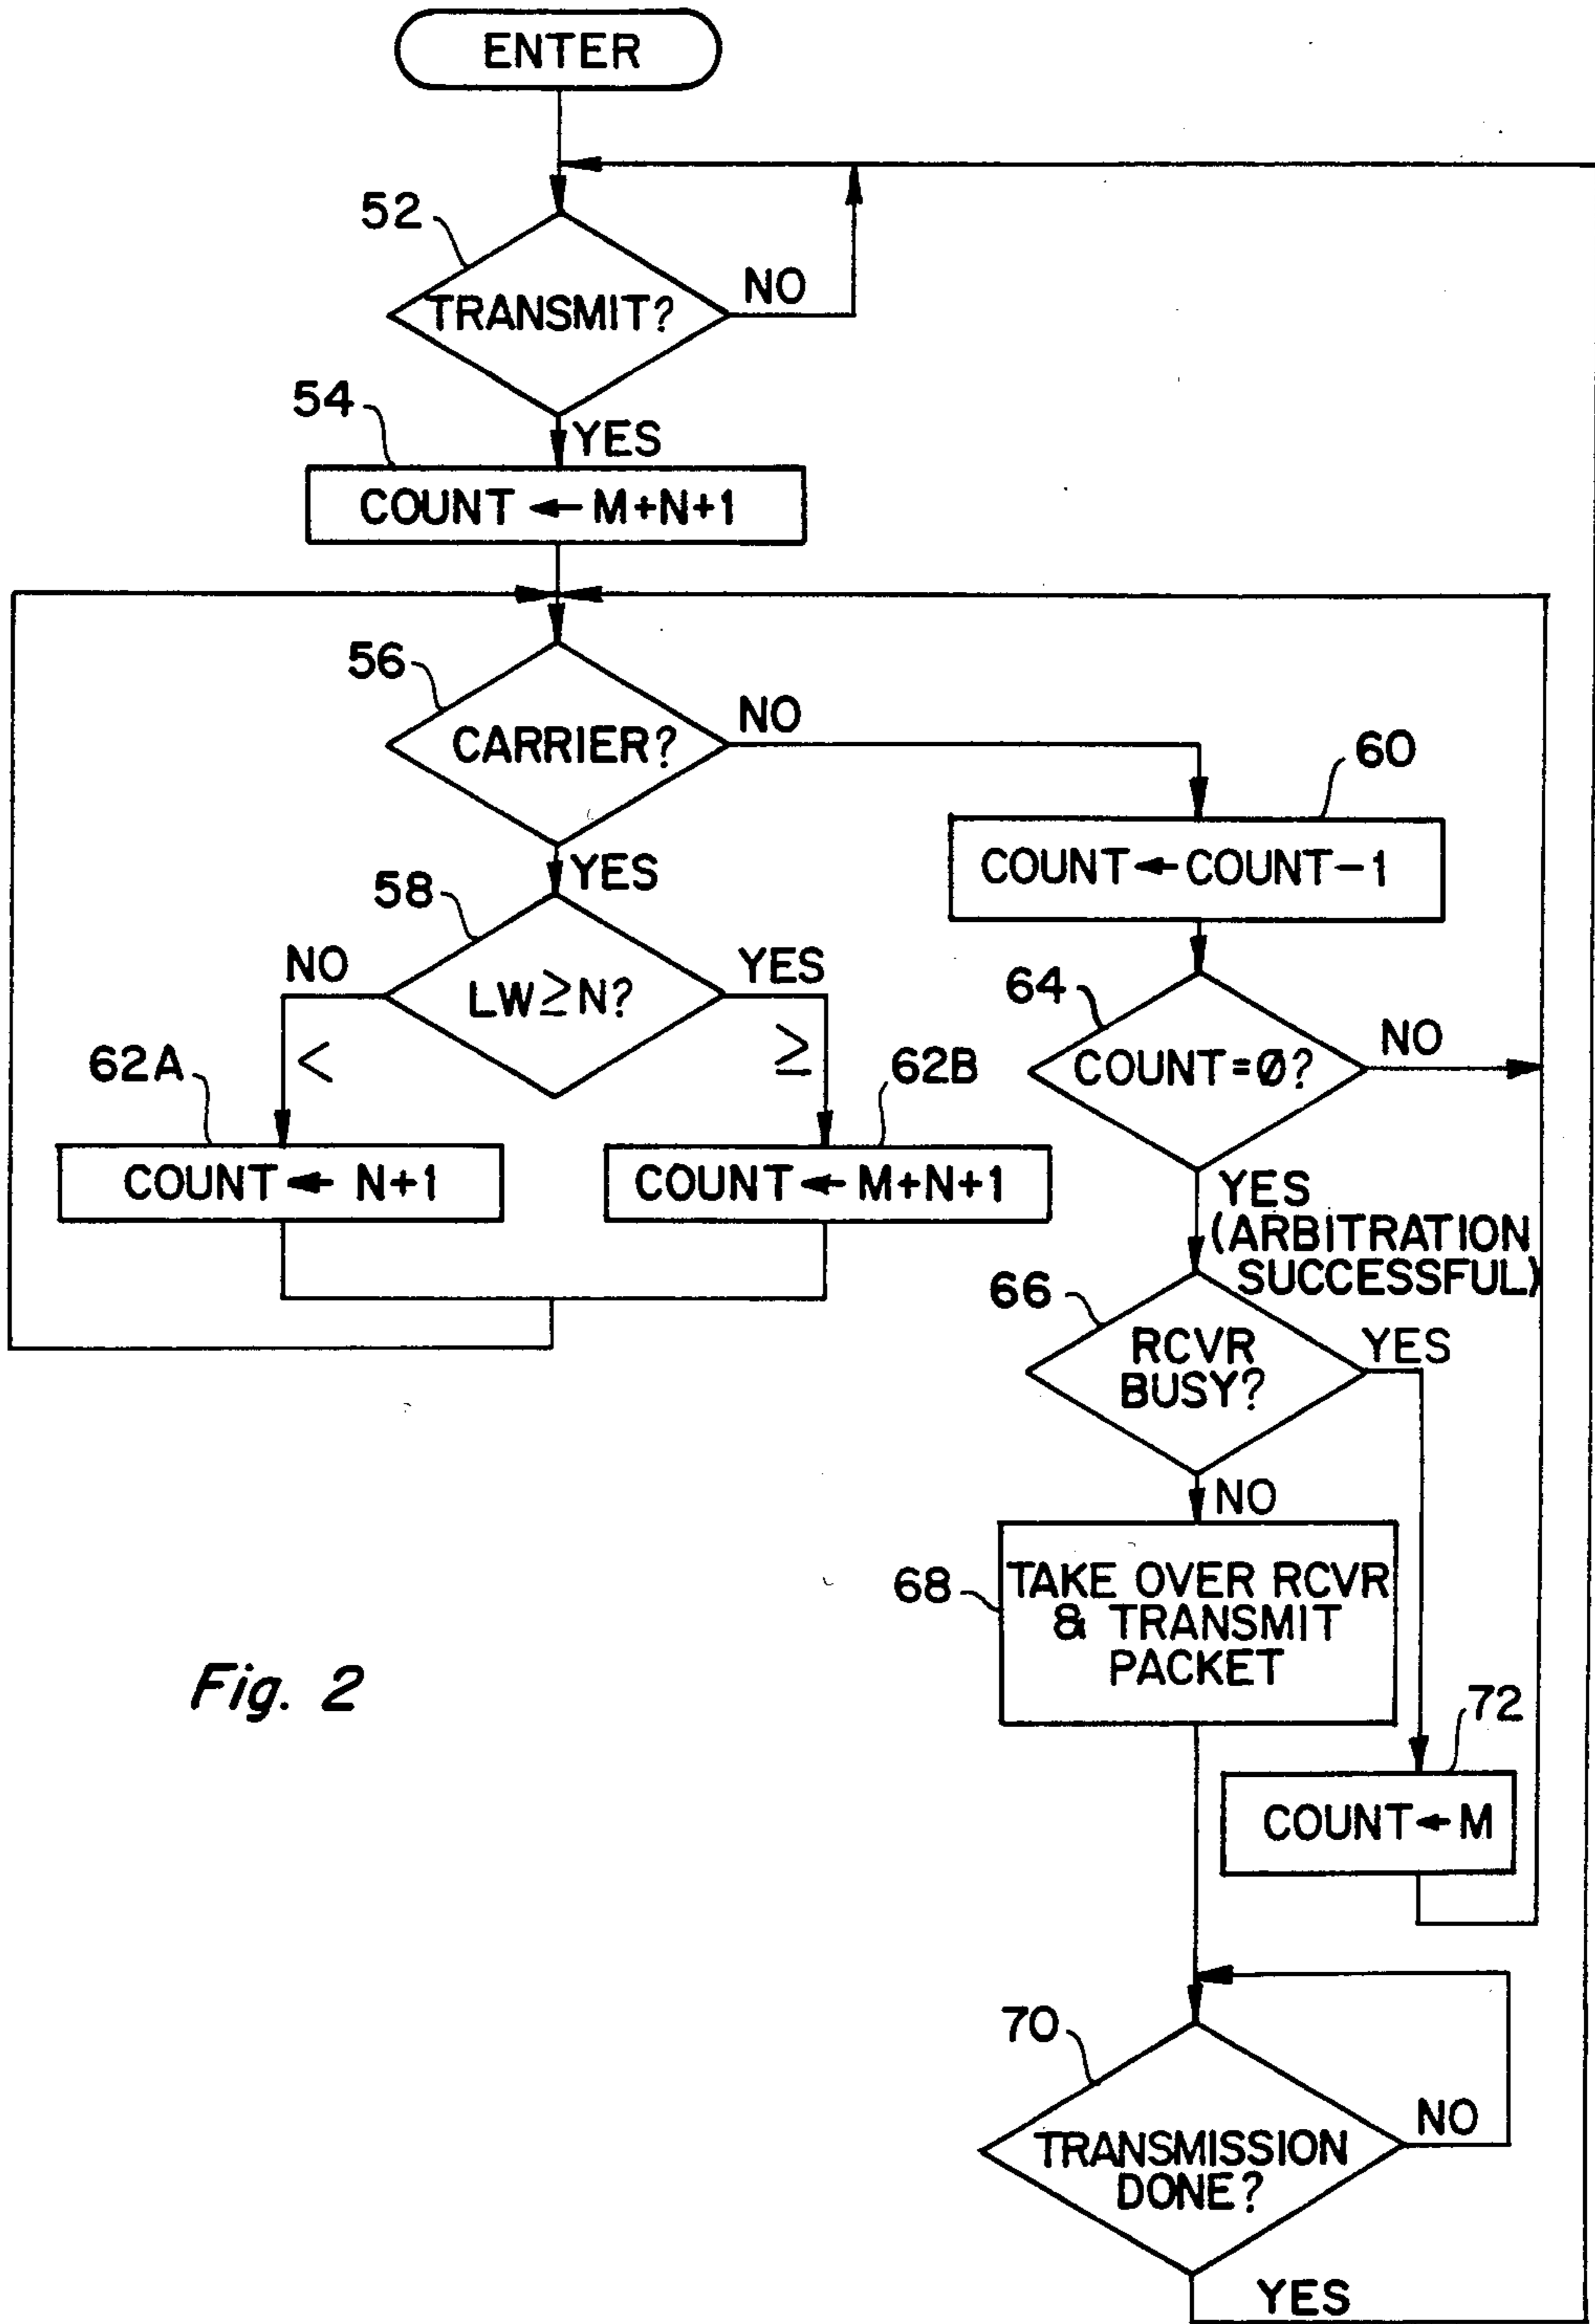 ENTER
52
TRANSMIT?
NO
54
YES
COUNT ← M+N+1
56
CARRIER?
NO
60
COUNT ← COUNT-1
YES
58
NO
LW≥N?
YES
64
COUNT=Ø?
NO
62A
<
≥
62B
COUNT ← N+1
COUNT ← M+N+1
YES
(ARBITRATION
SUCCESSFUL)
66
RCVR
BUSY?
YES
NO
68
TAKE OVER RCVR
& TRANSMIT
PACKET
Fig. 2
72
COUNT ← M
70
TRANSMISSION
DONE?
NO
YES